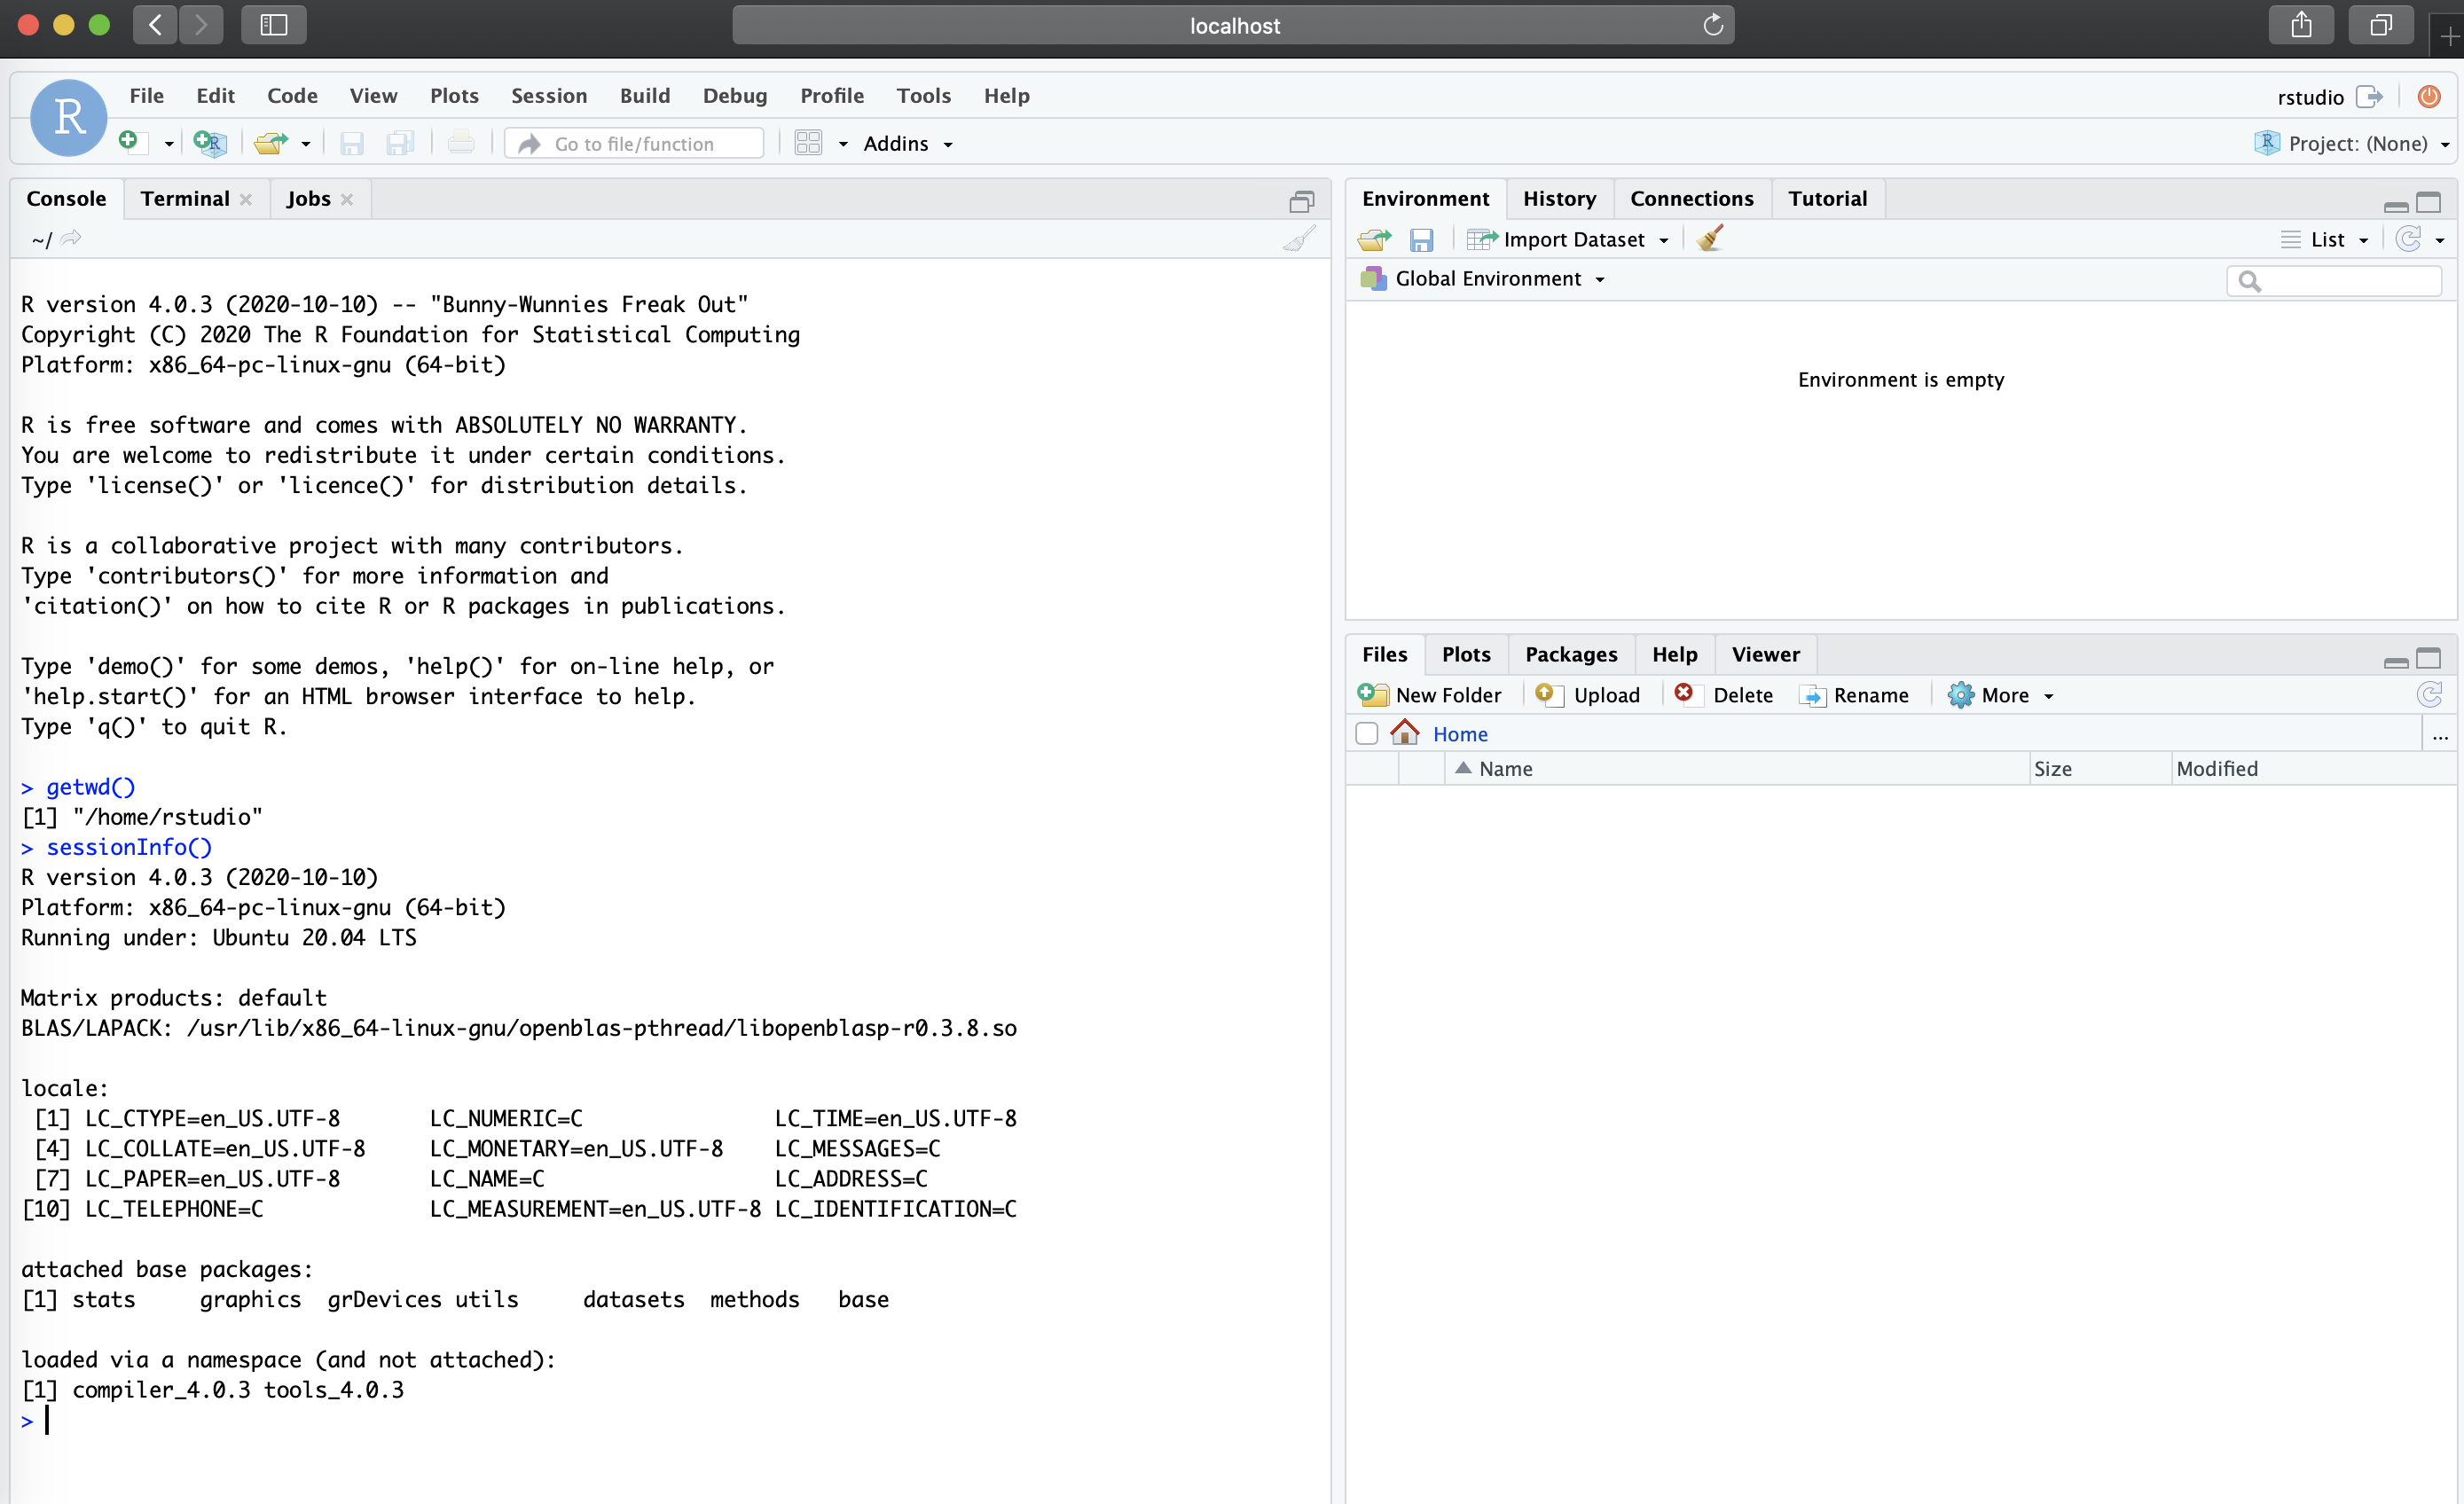 localhost
R
File Edit Code View Plots Session Build Debug Profile Tools Help
rstudio
R Go to file/function Addins
R Project: (None)
Console Terminal Jobs
~/
R version 4.0.3 (2020-10-10) -- "Bunny-Wunnies Freak Out"
Copyright (C) 2020 The R Foundation for Statistical Computing
Platform: x86_64-pc-linux-gnu (64-bit)
R is free software and comes with ABSOLUTELY NO WARRANTY.
You are welcome to redistribute it under certain conditions.
Type 'license()' or 'licence()' for distribution details.
R is a collaborative project with many contributors.
Type 'contributors()' for more information and
'citation()' on how to cite R or R packages in publications.
Type 'demo()' for some demos, 'help()' for on-line help, or
'help.start()' for an HTML browser interface to help.
Type 'q()' to quit R.
> getwd()
[1] "/home/rstudio"
> sessionInfo()
R version 4.0.3 (2020-10-10)
Platform: x86_64-pc-linux-gnu (64-bit)
Running under: Ubuntu 20.04 LTS
Matrix products: default
BLAS/LAPACK: /usr/lib/x86_64-linux-gnu/openblas-pthread/libopenblasp-r0.3.8.so
locale:
[1] LC_CTYPE=en_US.UTF-8 LC_NUMERIC=C LC_TIME=en_US.UTF-8
[4] LC_COLLATE=en_US.UTF-8 LC_MONETARY=en_US.UTF-8 LC_MESSAGES=C
[7] LC_PAPER=en_US.UTF-8 LC_NAME=C LC_ADDRESS=C
[10] LC_TELEPHONE=C LC_MEASUREMENT=en_US.UTF-8 LC_IDENTIFICATION=C
attached base packages:
[1] stats graphics grDevices utils datasets methods base
loaded via a namespace (and not attached):
[1] compiler_4.0.3 tools_4.0.3
>
Environment History Connections Tutorial
Import Dataset List
Global Environment
Environment is empty
Files Plots Packages Help Viewer
New Folder Upload Delete Rename More
Home ...
Name Size Modified